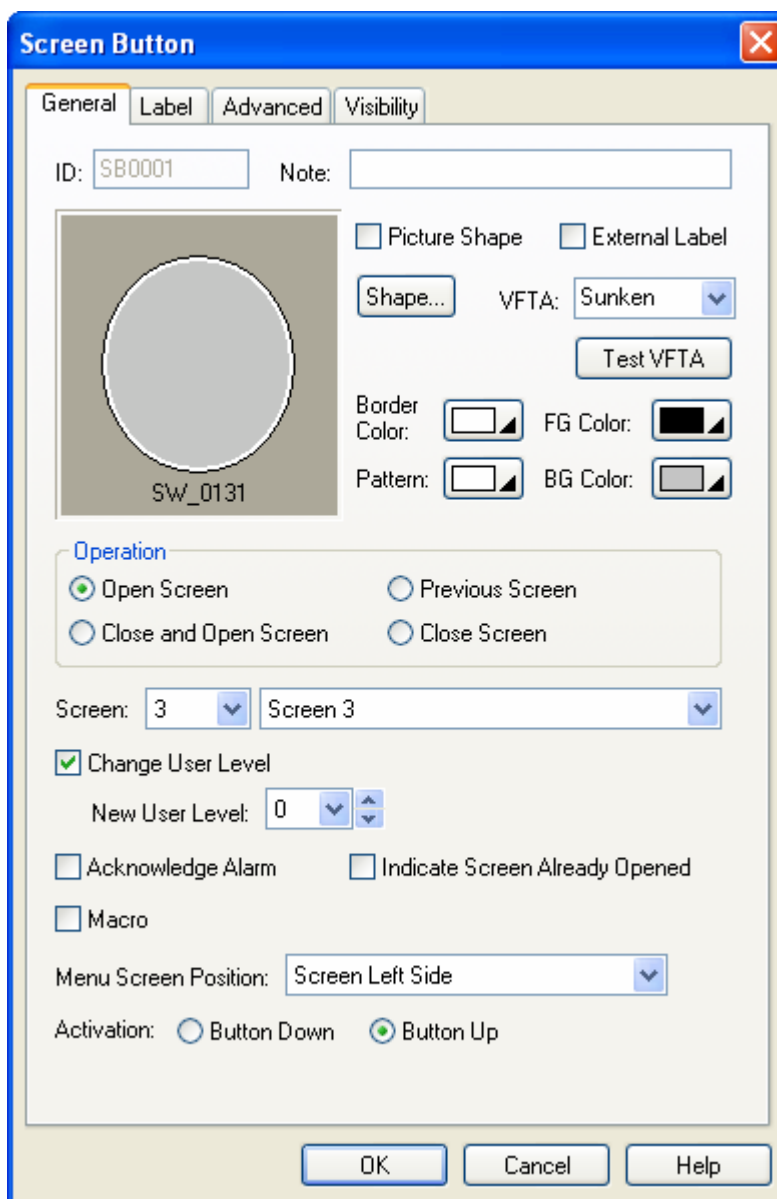 Screen Button
General Label Advanced Visibility
ID: SB0001 Note:
Picture Shape External Label
Shape... VFTA: Sunken
Test VFTA
Border Color: FG Color:
Pattern: BG Color:
SW_0131
Operation
Open Screen Previous Screen
Close and Open Screen Close Screen
Screen: 3 Screen 3
Change User Level
New User Level: 0
Acknowledge Alarm Indicate Screen Already Opened
Macro
Menu Screen Position: Screen Left Side
Activation: Button Down Button Up
OK Cancel Help